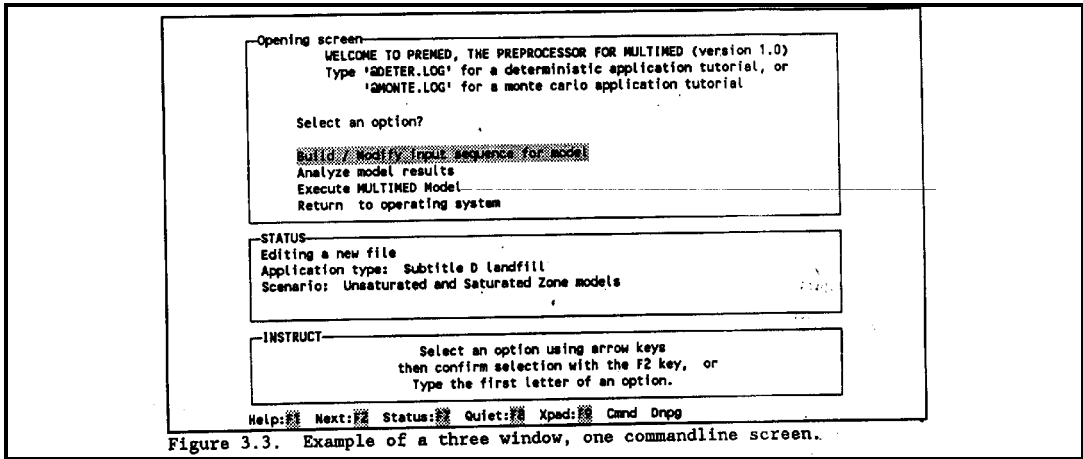 Opening screen
WELCOME TO PREMED, THE PREPROCESSOR FOR MULTIMED (version 1.0)
Type '@DETER.LOG' for a deterministic application tutorial, or
'@MONTE.LOG' for a monte carlo application tutorial
Select an option?
Build / Modify input sequence for model
Analyze model results
Execute MULTIMED Model
Return to operating system
STATUS
Editing a new file
Application type: Subtitle D landfill
Scenario: Unsaturated and Saturated Zone models
INSTRUCT
Select an option using arrow keys
then confirm selection with the F2 key, or
Type the first letter of an option.
Help:F1 Next:F2 Status:F7 Quiet:F8 Xpad:F9 Cmnd Dnpg
Figure 3.3. Example of a three window, one commandline screen.